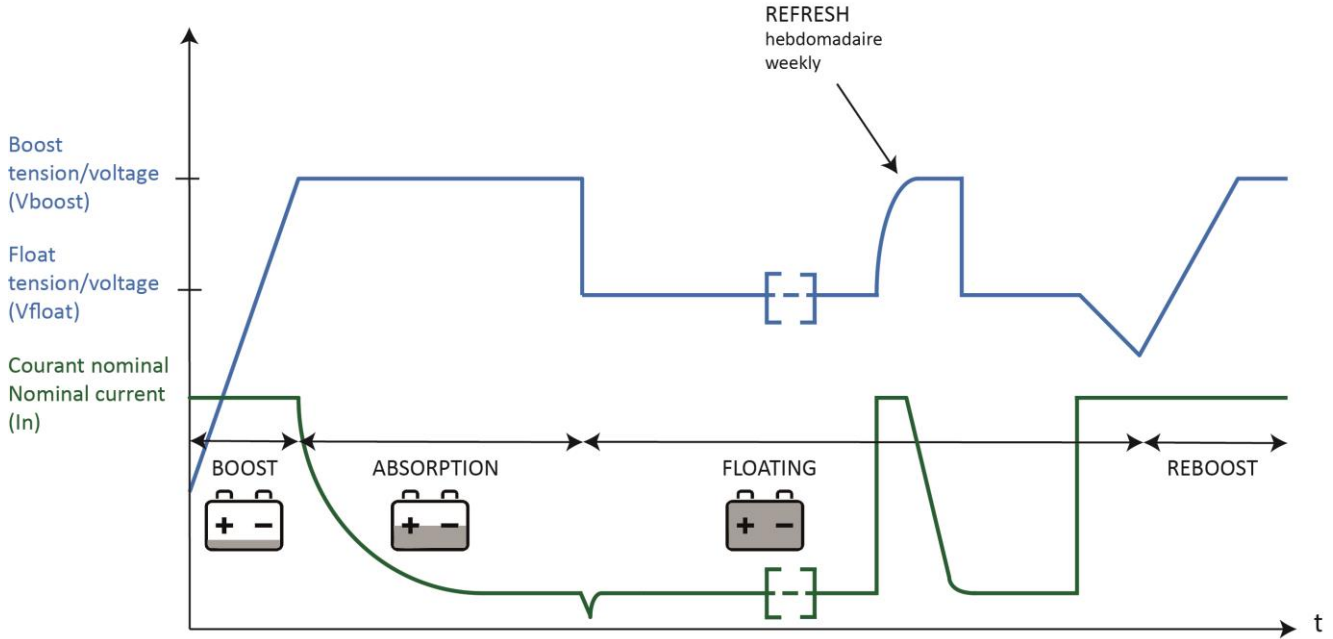 REFRESH
hebdomadaire
weekly
Boost
tension/voltage
(Vboost)
Float
tension/voltage
(Vfloat)
Courant nominal
Nominal current
(In)
BOOST
ABSORPTION
FLOATING
REBOOST
+ −
+ −
+ −
t